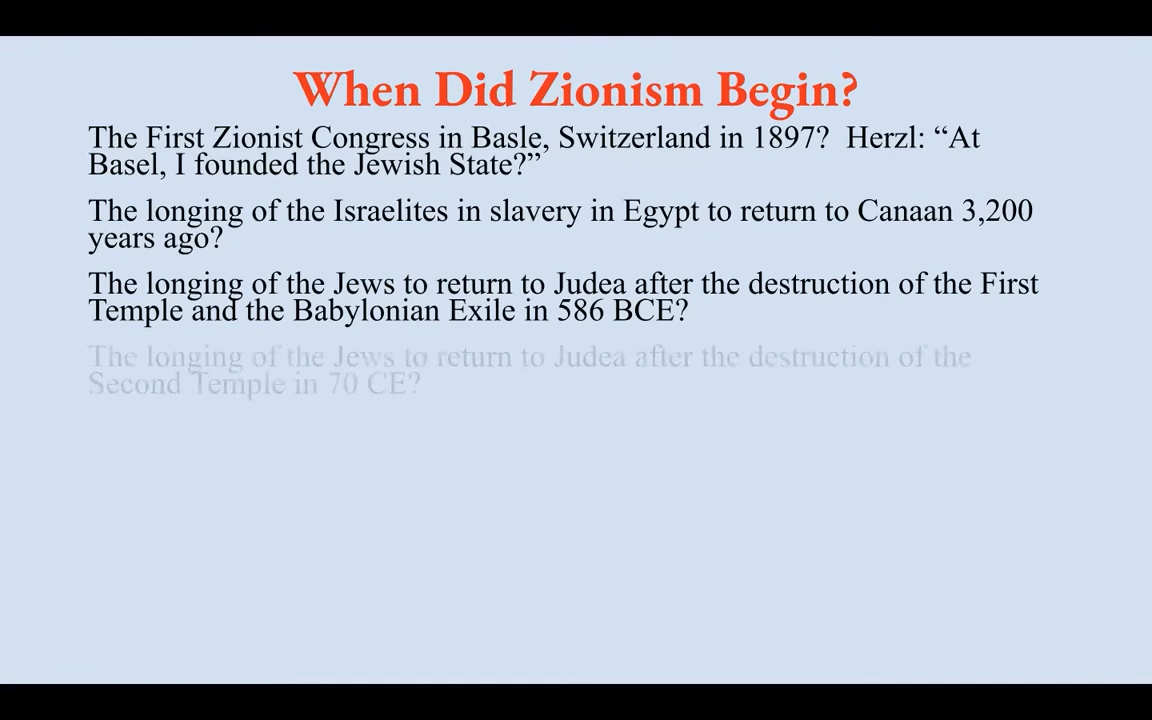 When Did Zionism Begin?
The First Zionist Congress in Basle, Switzerland in 1897?  Herzl: “At
Basel, I founded the Jewish State?”
The longing of the Israelites in slavery in Egypt to return to Canaan 3,200
years ago?
The longing of the Jews to return to Judea after the destruction of the First
Temple and the Babylonian Exile in 586 BCE?
The longing of the Jews to return to Judea after the destruction of the
Second Temple in 70 CE?